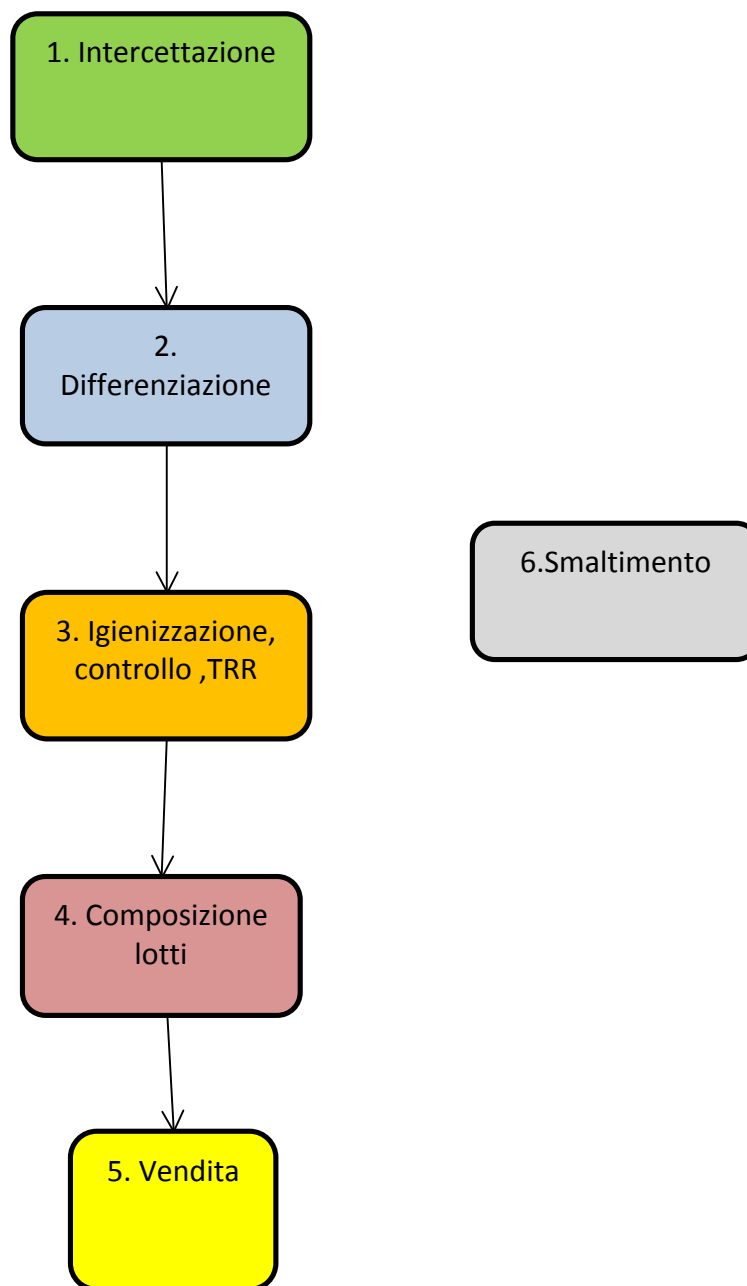 1. Intercettazione
2.
Differenziazione
6.Smaltimento
3. Igienizzazione,
controllo ,TRR
4. Composizione
lotti
5. Vendita